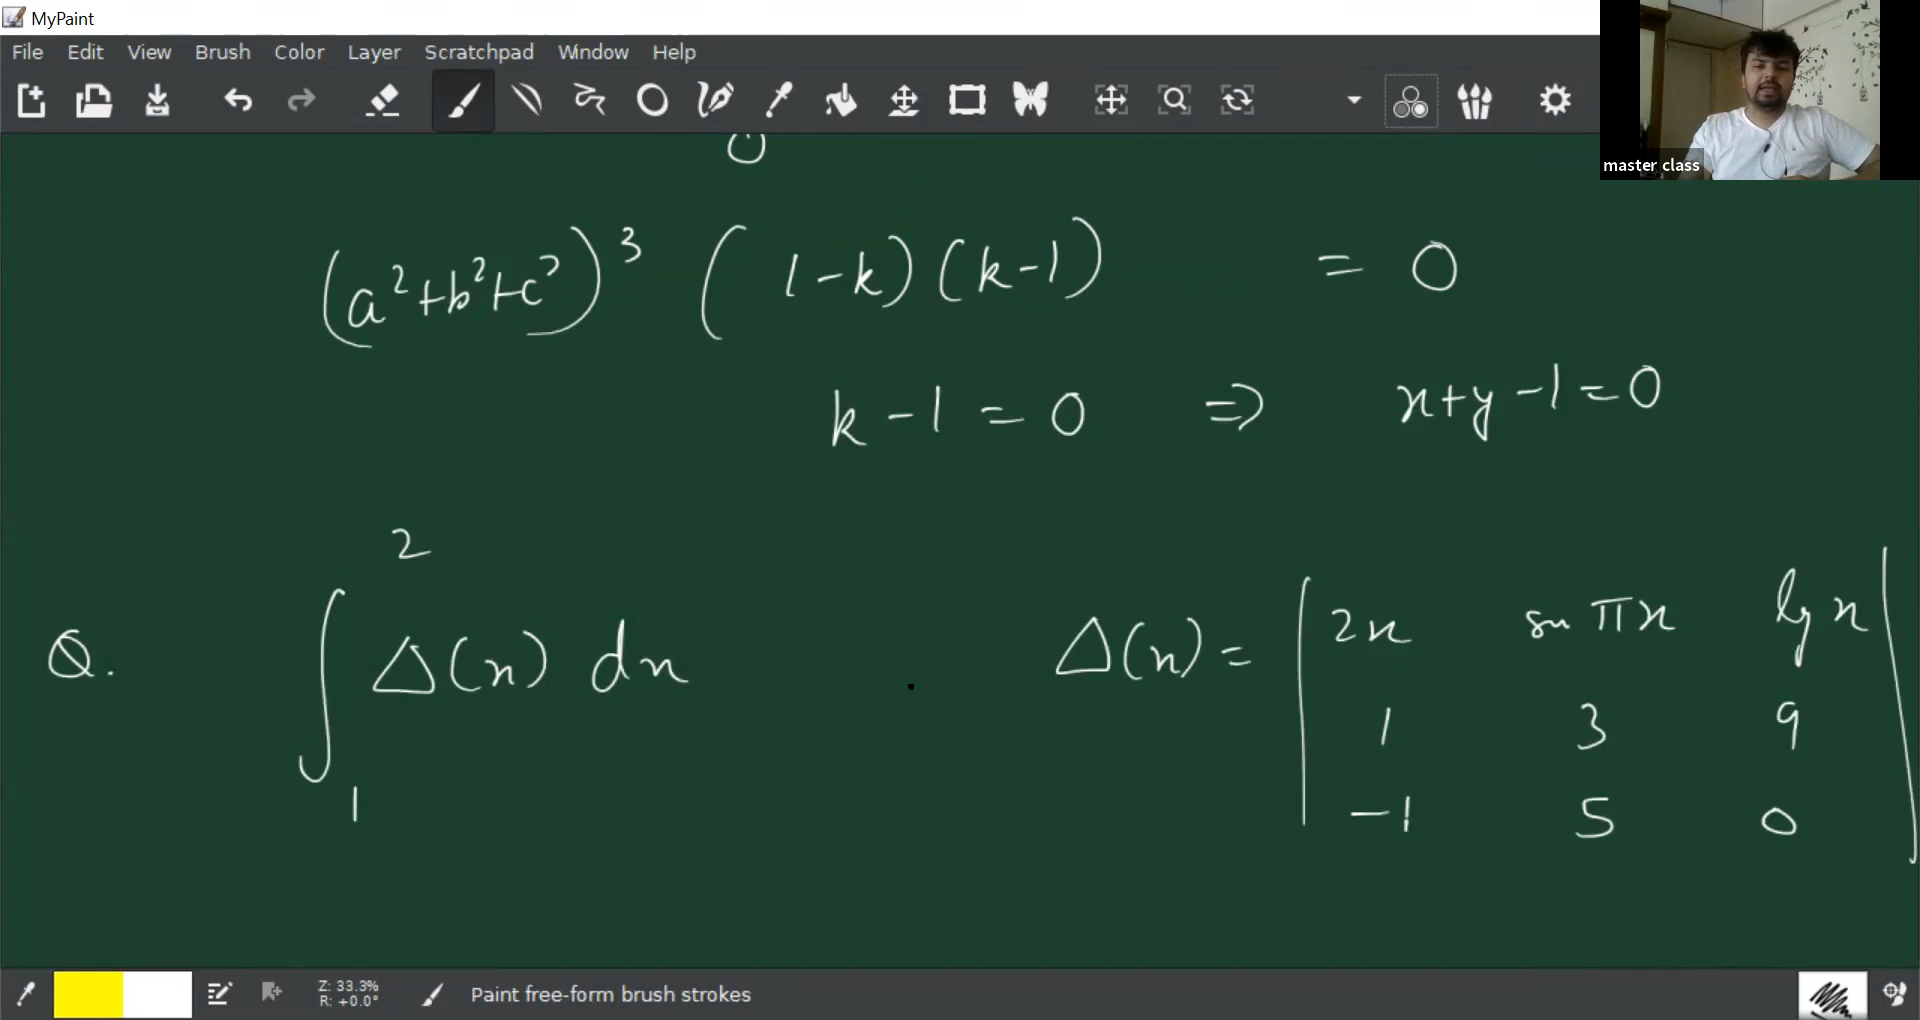 MyPaint
File Edit View Brush Color Layer Scratchpad Window Help
master class
(a²+b²+c²)³ ( 1-k) (k-1) = 0
k - 1 = 0 ⇒ x+y -1 = 0
Q. ∫₁² Δ(x) dx Δ(x) = | 2x sin πx log x |
| 1 3 9 |
| -1 5 0 |
Z: 33.3%
R: +0.0°
Paint free-form brush strokes